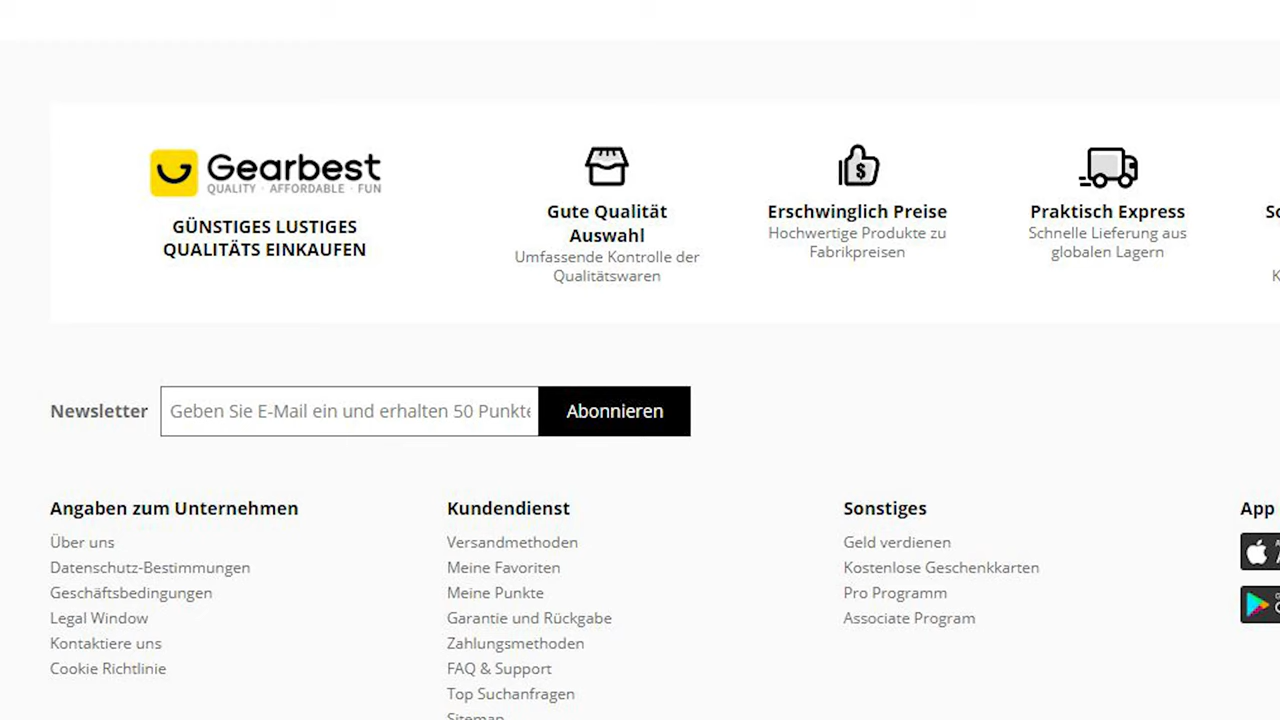 Gearbest
QUALITY · AFFORDABLE · FUN
GÜNSTIGES LUSTIGES
QUALITÄTS EINKAUFEN
Gute Qualität
Auswahl
Umfassende Kontrolle der
Qualitätswaren
Erschwinglich Preise
Hochwertige Produkte zu
Fabrikpreisen
Praktisch Express
Schnelle Lieferung aus
globalen Lagern
Newsletter
Geben Sie E-Mail ein und erhalten 50 Punkte
Abonnieren
Angaben zum Unternehmen
Über uns
Datenschutz-Bestimmungen
Geschäftsbedingungen
Legal Window
Kontaktiere uns
Cookie Richtlinie
Kundendienst
Versandmethoden
Meine Favoriten
Meine Punkte
Garantie und Rückgabe
Zahlungsmethoden
FAQ & Support
Top Suchanfragen
Sitemap
Sonstiges
Geld verdienen
Kostenlose Geschenkkarten
Pro Programm
Associate Program
App